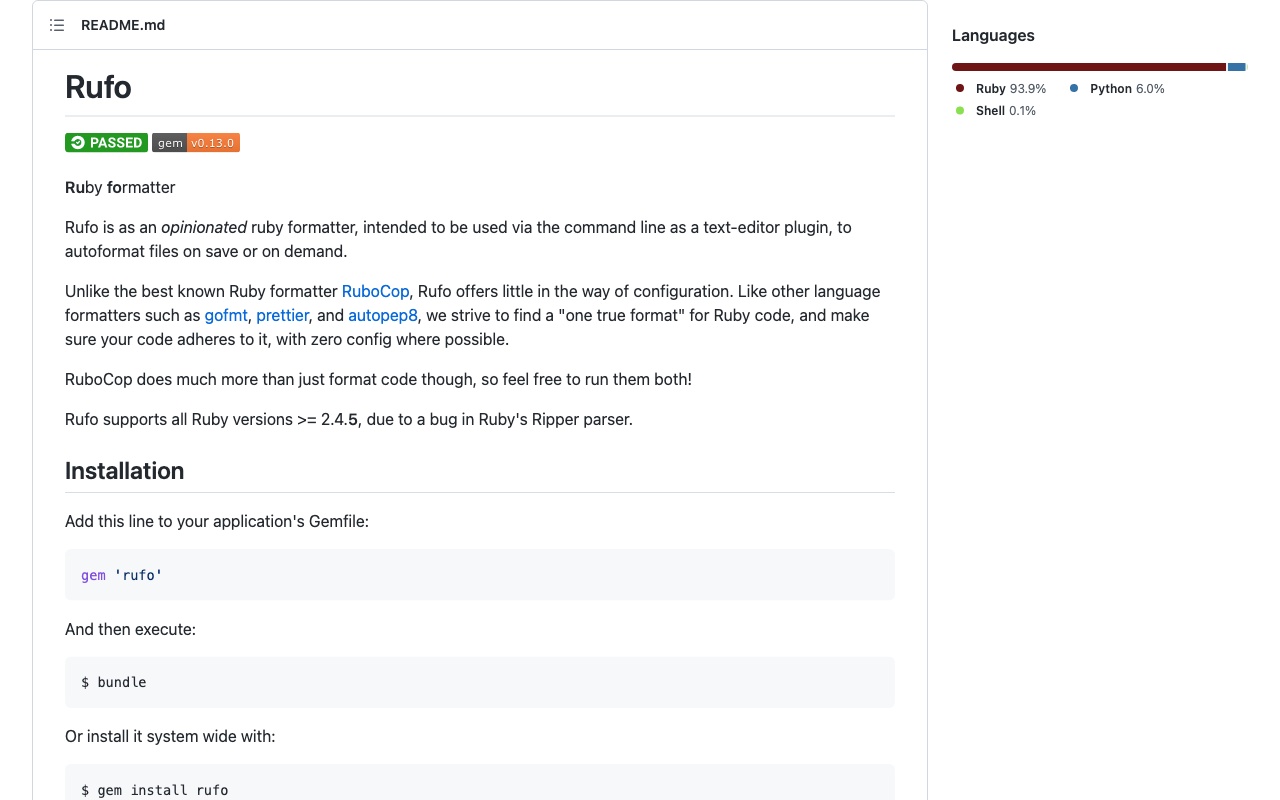 README.md
Rufo
PASSED gem v0.13.0
Ruby formatter
Rufo is as an opinionated ruby formatter, intended to be used via the command line as a text-editor plugin, to
autoformat files on save or on demand.
Unlike the best known Ruby formatter RuboCop, Rufo offers little in the way of configuration. Like other language
formatters such as gofmt, prettier, and autopep8, we strive to find a "one true format" for Ruby code, and make
sure your code adheres to it, with zero config where possible.
RuboCop does much more than just format code though, so feel free to run them both!
Rufo supports all Ruby versions >= 2.4.5, due to a bug in Ruby's Ripper parser.
Installation
Add this line to your application's Gemfile:
gem 'rufo'
And then execute:
$ bundle
Or install it system wide with:
$ gem install rufo
Languages
Ruby 93.9% Python 6.0%
Shell 0.1%